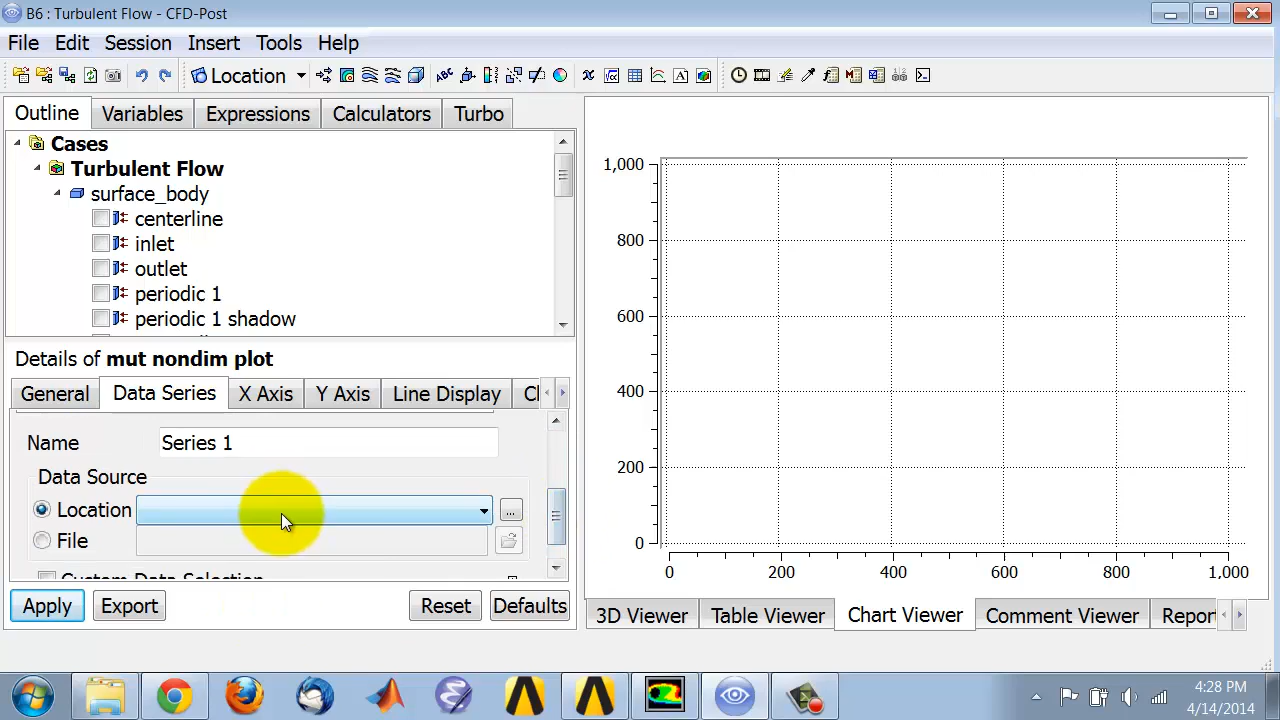 B6 : Turbulent Flow - CFD-Post
File Edit Session Insert Tools Help
Location
Outline Variables Expressions Calculators Turbo
Cases
Turbulent Flow
surface_body
centerline
inlet
outlet
periodic 1
periodic 1 shadow
Details of mut nondim plot
General Data Series X Axis Y Axis Line Display
Name Series 1
Data Source
Location ...
File
Custom Data Selection
Apply Export Reset Defaults
1,000
800
600
400
200
0
0 200 400 600 800 1,000
3D Viewer Table Viewer Chart Viewer Comment Viewer Report
4:28 PM
4/14/2014